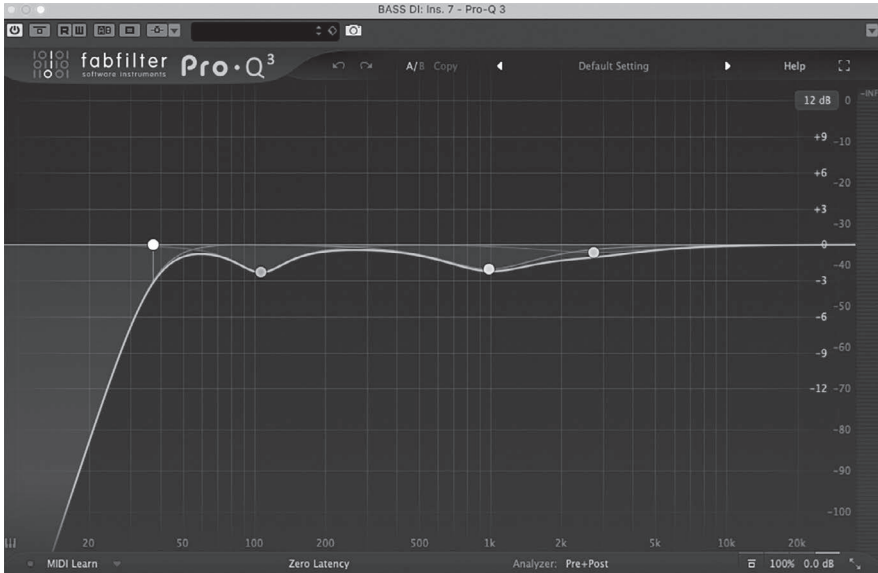 BASS DI: Ins. 7 - Pro-Q 3
RW AB
fabfilter
software instruments
Pro·Q³
A/B Copy Default Setting Help
12 dB 0 -INF
+9 -10
+6 -20
+3 -30
0
-40
-3
-50
-6
-60
-9
-12 -70
-80
-90
-100
20 50 100 200 500 1k 2k 5k 10k 20k
MIDI Learn Zero Latency Analyzer: Pre+Post 100% 0.0 dB